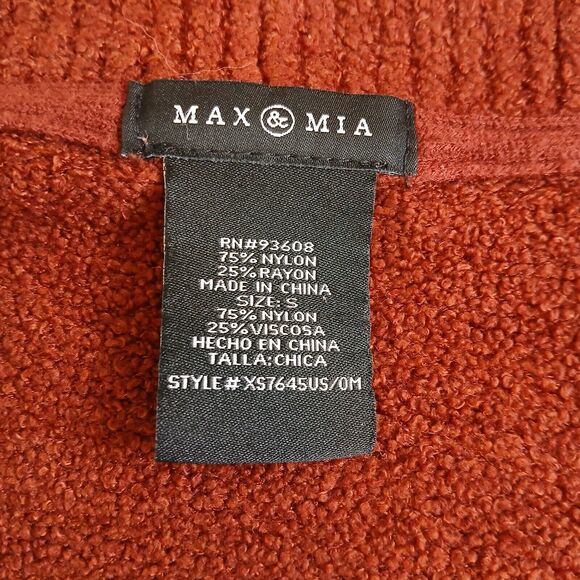 MAX & MIA
RN#93608
75% NYLON
25% RAYON
MADE IN CHINA
SIZE: S
75% NYLON
25% VISCOSA
HECHO EN CHINA
TALLA:CHICA
STYLE# XS7645US/0M